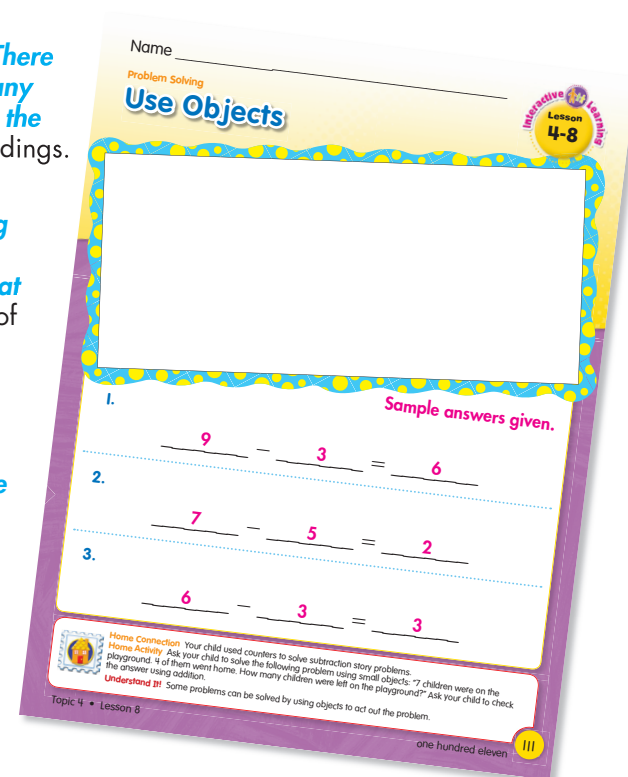 There
any
the
dings.
g
at
of
e
Name
Problem Solving
Use Objects
Interactive 1st Learning
Lesson
4-8
Sample answers given.
1.
9 − 3 = 6
2.
7 − 5 = 2
3.
6 − 3 = 3
Home Connection Your child used counters to solve subtraction story problems.
Home Activity Ask your child to solve the following problem using small objects: "7 children were on the
playground. 4 of them went home. How many children were left on the playground?" Ask your child to check
the answer using addition.
Understand It! Some problems can be solved by using objects to act out the problem.
Topic 4 • Lesson 8
one hundred eleven
111